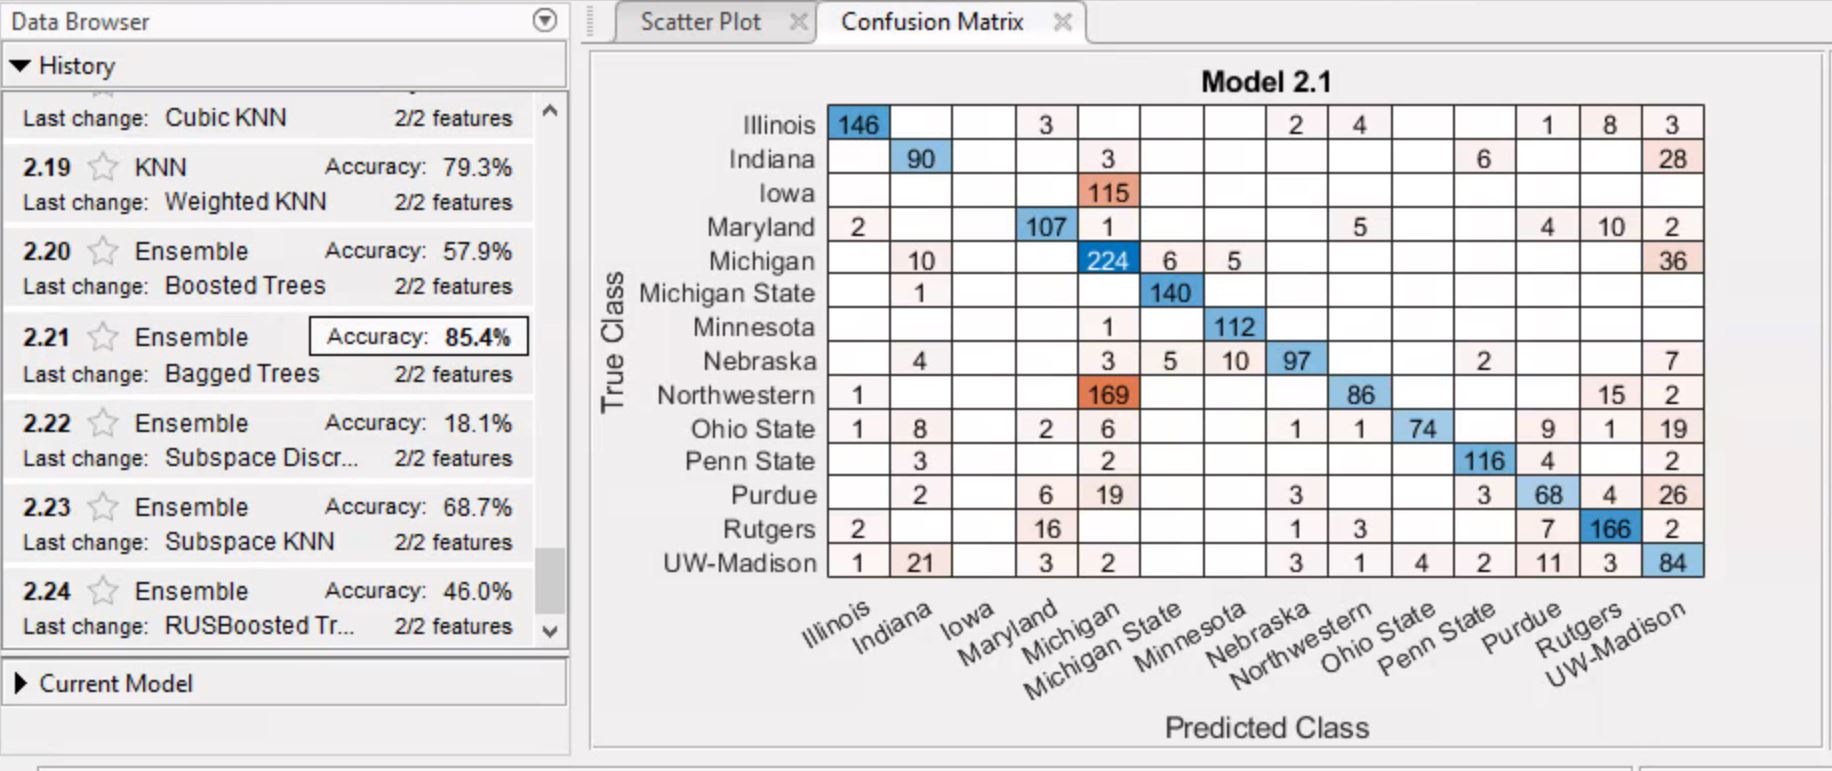 Data Browser
History
Last change: Cubic KNN 2/2 features
2.19 KNN Accuracy: 79.3%
Last change: Weighted KNN 2/2 features
2.20 Ensemble Accuracy: 57.9%
Last change: Boosted Trees 2/2 features
2.21 Ensemble Accuracy: 85.4%
Last change: Bagged Trees 2/2 features
2.22 Ensemble Accuracy: 18.1%
Last change: Subspace Discr... 2/2 features
2.23 Ensemble Accuracy: 68.7%
Last change: Subspace KNN 2/2 features
2.24 Ensemble Accuracy: 46.0%
Last change: RUSBoosted Tr... 2/2 features
Current Model
Scatter Plot Confusion Matrix
Model 2.1
True Class
Illinois 146 3 2 4 1 8 3
Indiana 90 3 6 28
Iowa 115
Maryland 2 107 1 5 4 10 2
Michigan 10 224 6 5 36
Michigan State 1 140
Minnesota 1 112
Nebraska 4 3 5 10 97 2 7
Northwestern 1 169 86 15 2
Ohio State 1 8 2 6 1 1 74 9 1 19
Penn State 3 2 116 4 2
Purdue 2 6 19 3 3 68 4 26
Rutgers 2 16 1 3 7 166 2
UW-Madison 1 21 3 2 3 1 4 2 11 3 84
Illinois Indiana Iowa Maryland Michigan Michigan State Minnesota Nebraska Northwestern Ohio State Penn State Purdue Rutgers UW-Madison
Predicted Class